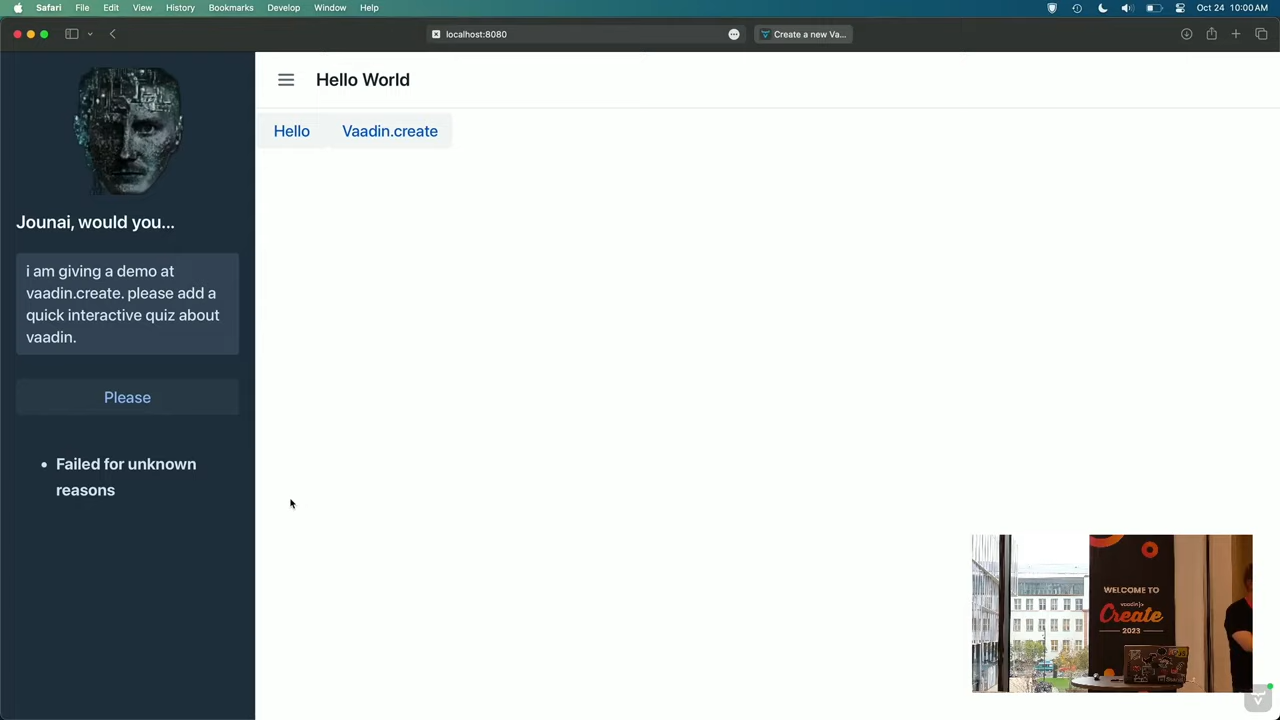 Safari File Edit View History Bookmarks Develop Window Help Oct 24 10:00 AM
localhost:8080 Create a new Va...
Hello World
Hello Vaadin.create
Jounai, would you...
i am giving a demo at
vaadin.create. please add a
quick interactive quiz about
vaadin.
Please
• Failed for unknown
reasons
WELCOME TO
vaadin}>
Create
2023